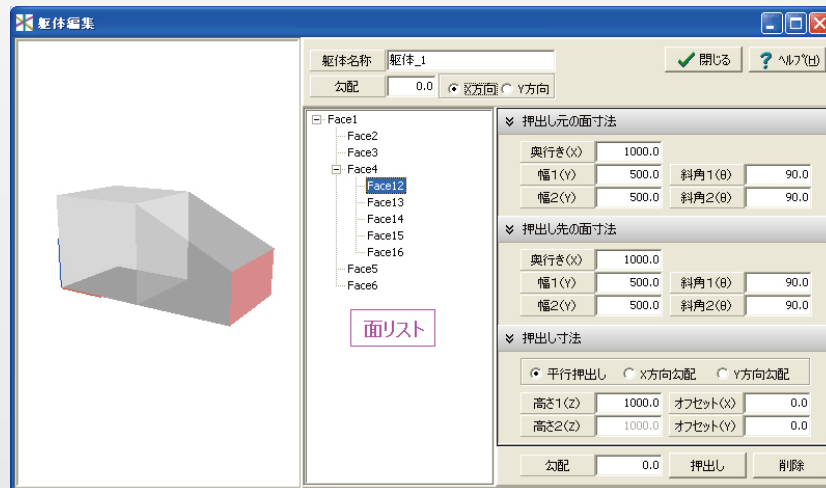 躯体編集
躯体名称 躯体_1 閉じる ヘルプ(H)
勾配 0.0 X方向 Y方向
Face1
Face2
Face3
Face4
Face12
Face13
Face14
Face15
Face16
Face5
Face6
面リスト
押出し元の面寸法
奥行き(X) 1000.0
幅1(Y) 500.0 斜角1(θ) 90.0
幅2(Y) 500.0 斜角2(θ) 90.0
押出し先の面寸法
奥行き(X) 1000.0
幅1(Y) 500.0 斜角1(θ) 90.0
幅2(Y) 500.0 斜角2(θ) 90.0
押出し寸法
平行押出し X方向勾配 Y方向勾配
高さ1(Z) 1000.0 オフセット(X) 0.0
高さ2(Z) 1000.0 オフセット(Y) 0.0
勾配 0.0 押出し 削除